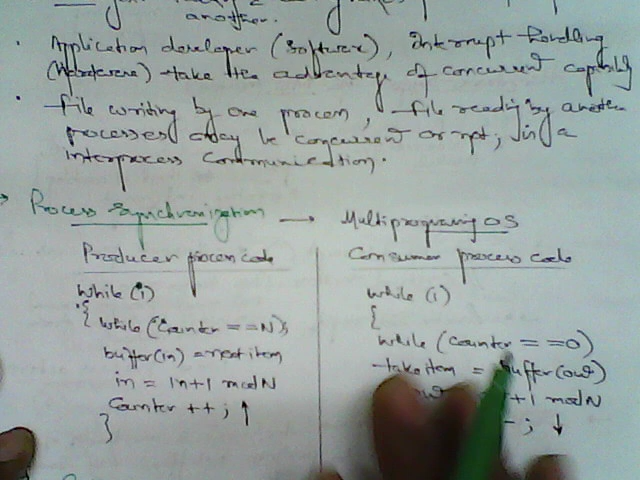 another.
· Application developer (Software), Interrupt-handling
(Hardware) -take the advantage of concurrent capability
· -file writing by one process, -file reading by another
processes may be concurrent or not; in a
interprocess communication.
→ Process Synchronization → Multiprograming OS
Producer process code
while (1)
{ while (Counter == N);
buffer(in) = next item
in = in+1 mod N
Counter ++; ↑
}
Consumer process code
while (1)
{
while (Counter == 0)
-take item = buffer(out)
+1 mod N
; ↓